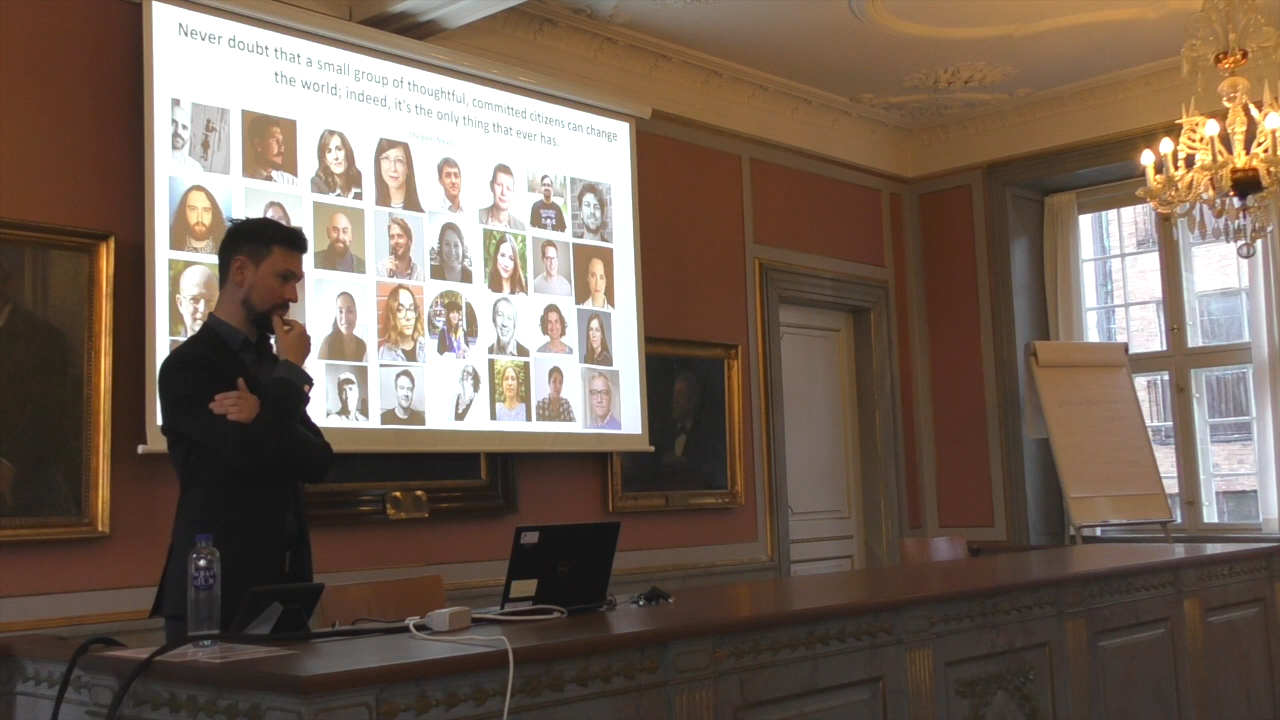 Never doubt that a small group of thoughtful, committed citizens can change
the world; indeed, it's the only thing that ever has.
DELL